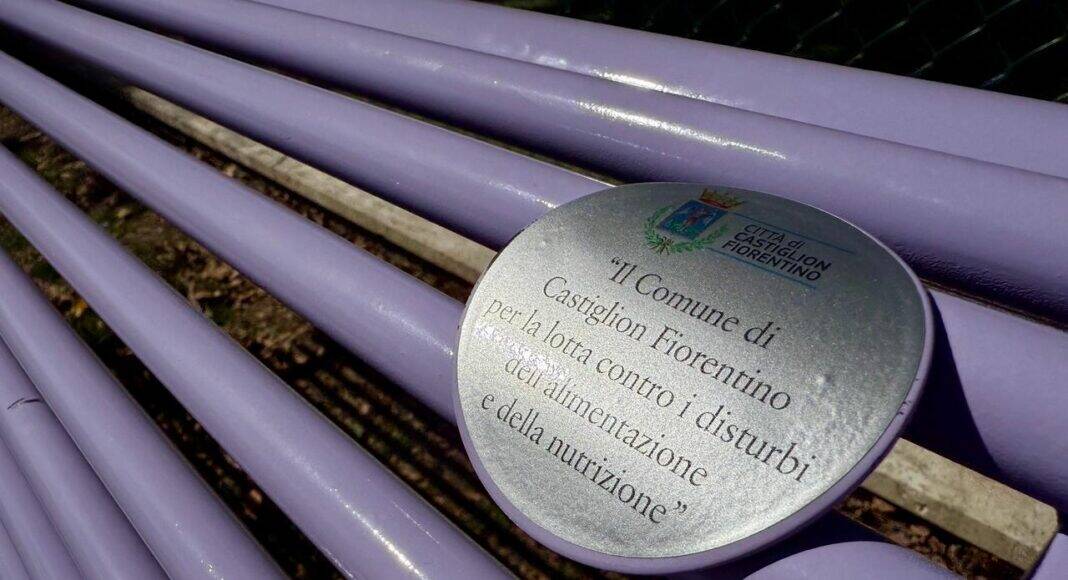 CITTÀ di
CASTIGLION
FIORENTINO
“Il Comune di
Castiglion Fiorentino
per la lotta contro i disturbi
dell'alimentazione
e della nutrizione”